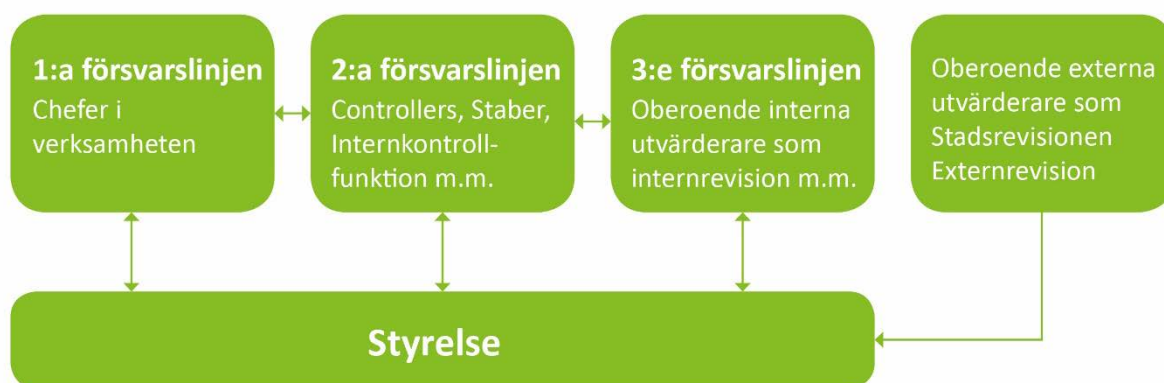 1:a försvarslinjen
Chefer i
verksamheten
2:a försvarslinjen
Controllers, Staber,
Internkontroll-
funktion m.m.
3:e försvarslinjen
Oberoende interna
utvärderare som
internrevision m.m.
Oberoende externa
utvärderare som
Stadsrevisionen
Externrevision
Styrelse